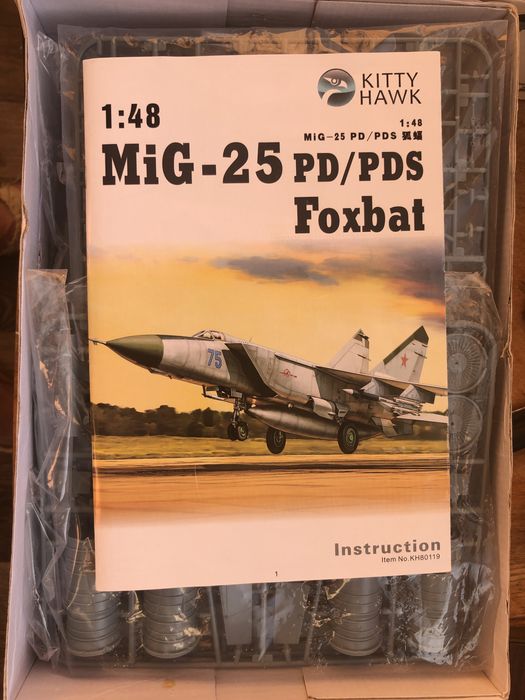 KITTY
HAWK
1:48
1:48
MiG-25 PD/PDS 狐蝠
MiG-25 PD/PDS
Foxbat
75
Instruction
Item No.KH80119
1